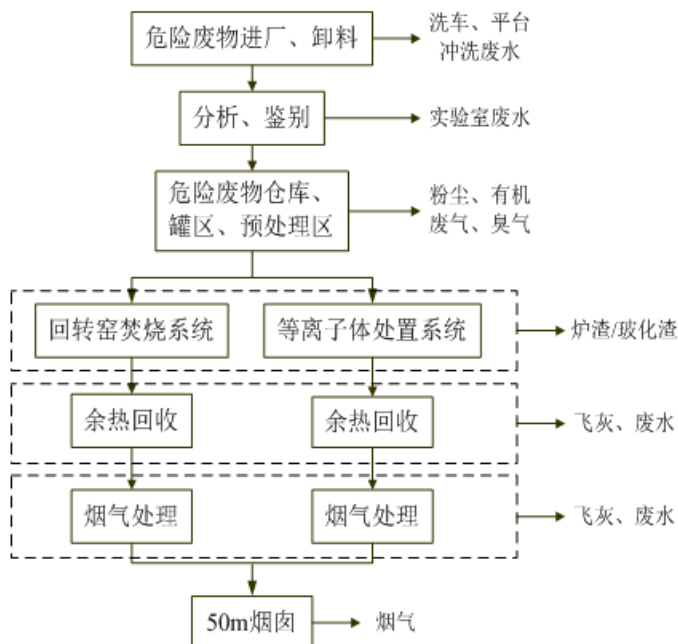 危险废物进厂、卸料
洗车、平台
冲洗废水
分析、鉴别
实验室废水
危险废物仓库、
罐区、预处理区
粉尘、有机
废气、臭气
回转窑焚烧系统
等离子体处置系统
炉渣/玻化渣
余热回收
余热回收
飞灰、废水
烟气处理
烟气处理
飞灰、废水
50m烟囱
烟气